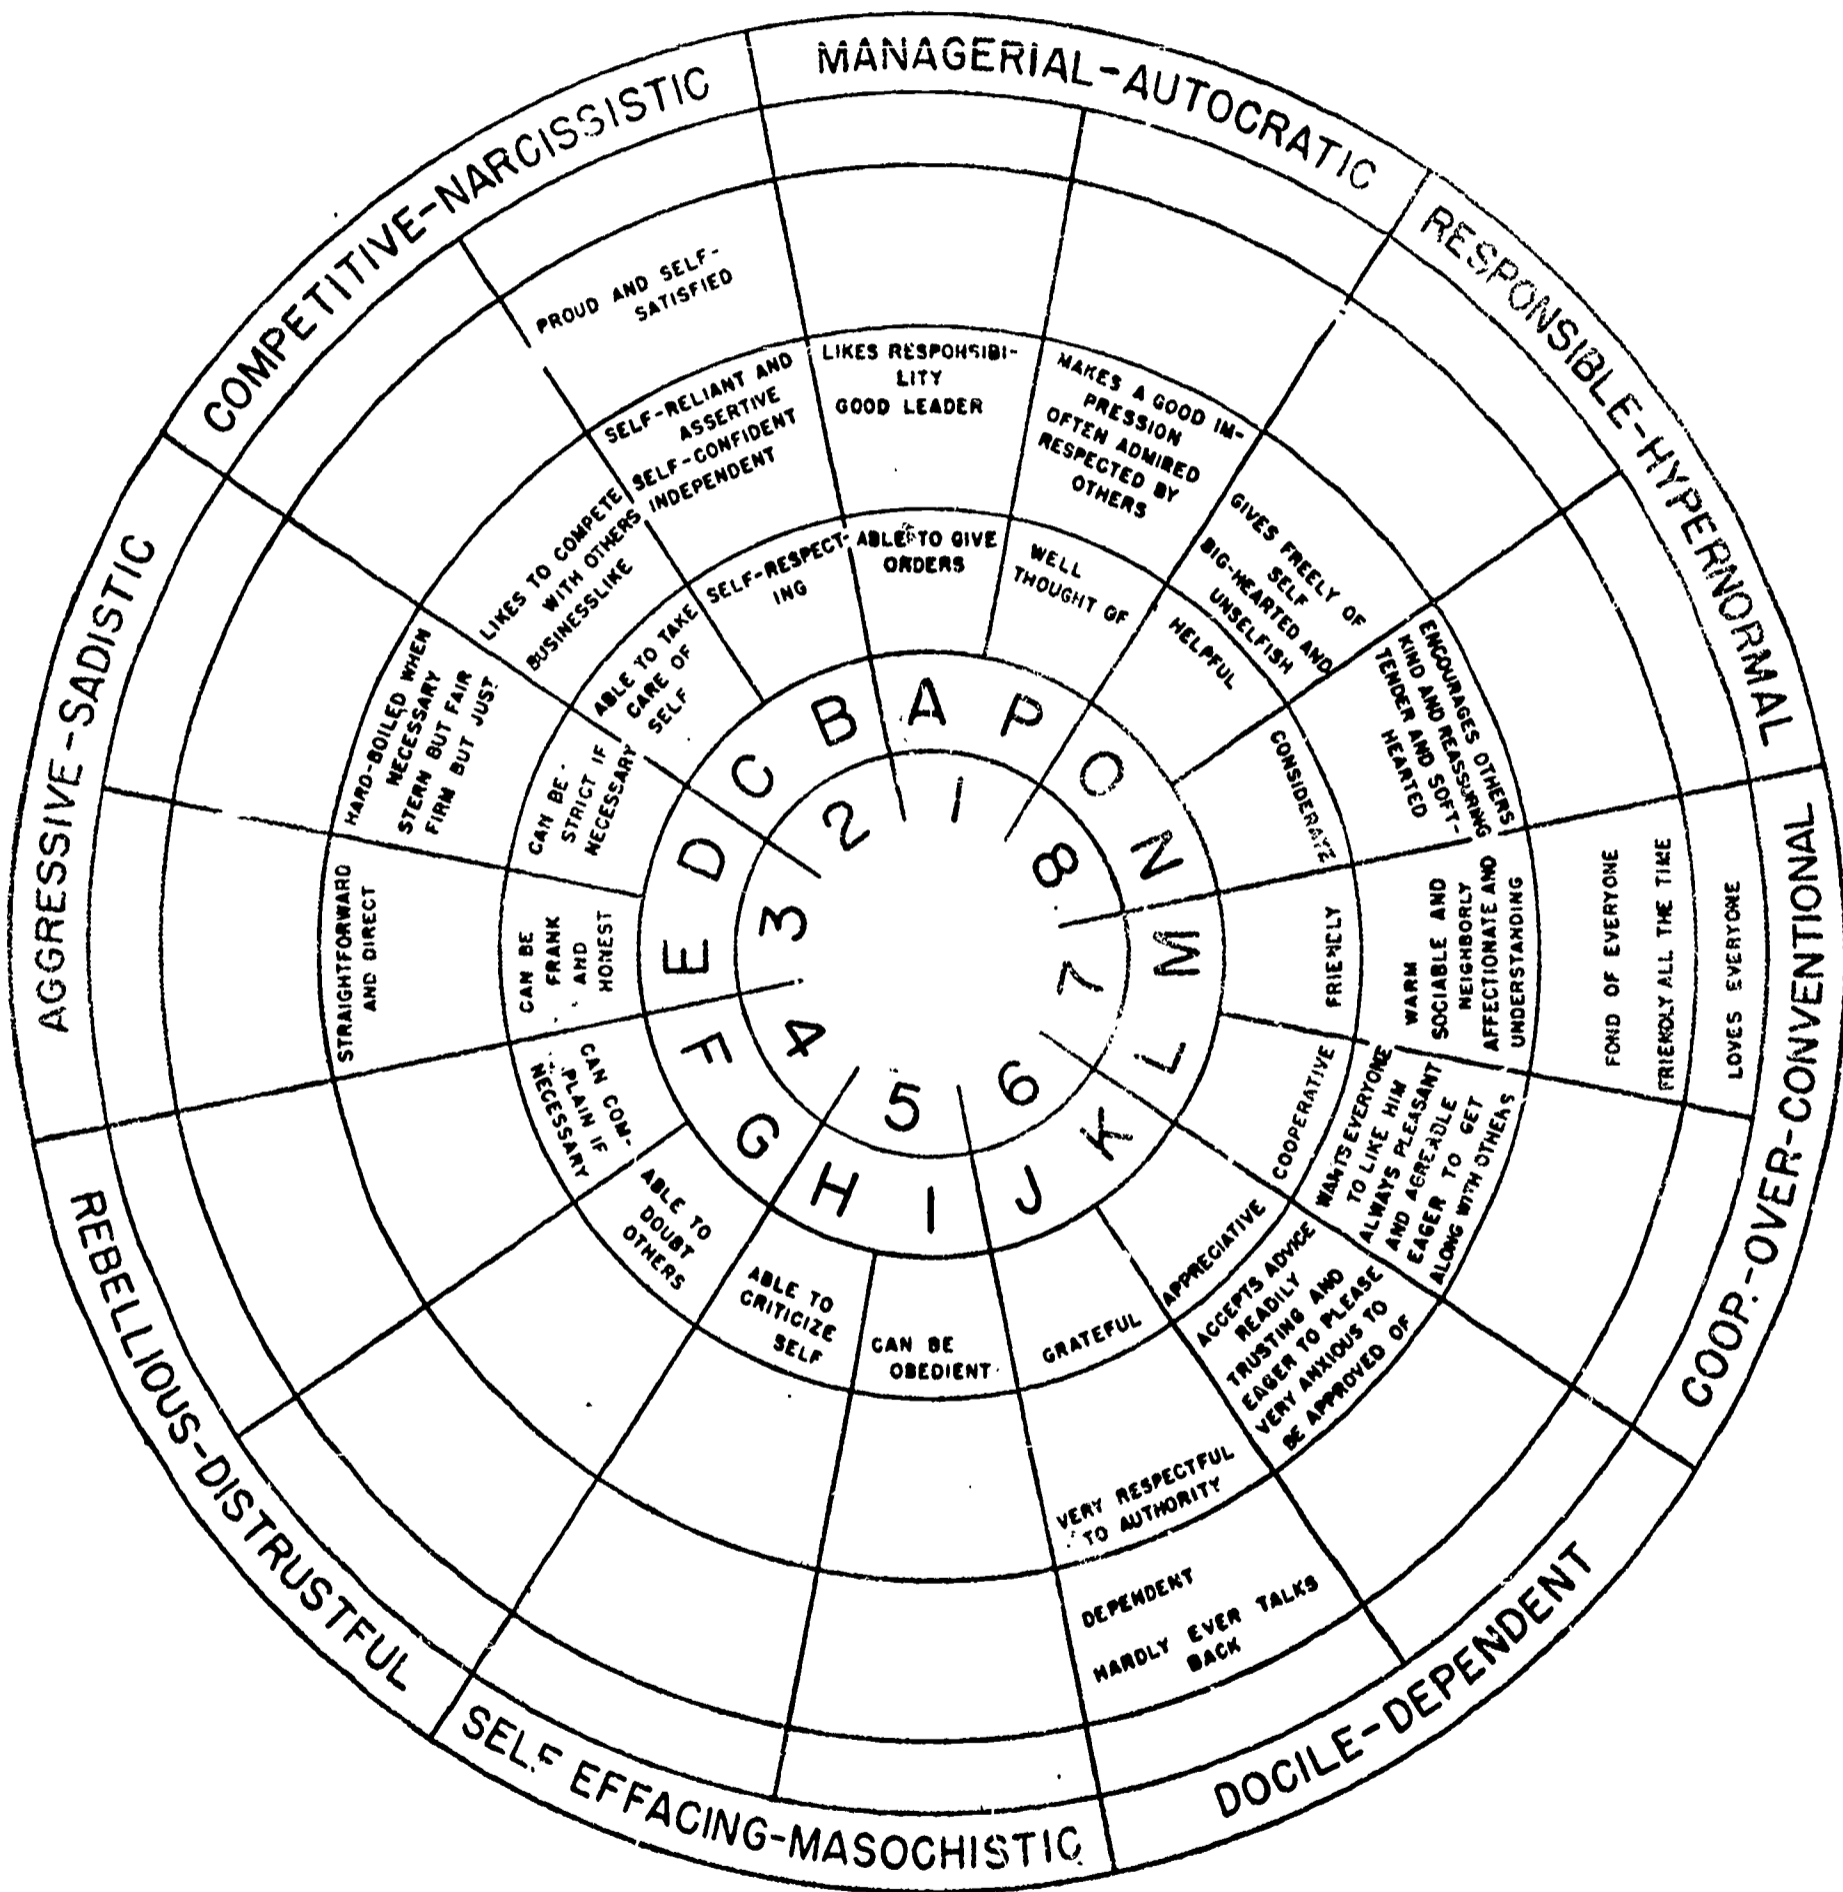 MANAGERIAL-AUTOCRATIC
RESPONSIBLE-HYPERNORMAL
COOP.-OVER-CONVENTIONAL
DOCILE-DEPENDENT
SELF EFFACING-MASOCHISTIC
REBELLIOUS-DISTRUSTFUL
AGGRESSIVE-SADISTIC
COMPETITIVE-NARCISSISTIC
PROUD AND SELF-
SATISFIED
SELF-RELIANT AND
ASSERTIVE
SELF-CONFIDENT
INDEPENDENT
SELF-RESPECT-
ING
LIKES RESPONSIBI-
LITY
GOOD LEADER
ABLE TO GIVE
ORDERS
MAKES A GOOD IM-
PRESSION
OFTEN ADMIRED
RESPECTED BY
OTHERS
WELL
THOUGHT OF
GIVES FREELY OF
SELF
BIG-HEARTED AND
UNSELFISH
HELPFUL
ENCOURAGES OTHERS
KIND AND REASSURING
TENDER AND SOFT-
HEARTED
CONSIDERATE
FRIENDLY
WARM
SOCIABLE AND
NEIGHBORLY
AFFECTIONATE AND
UNDERSTANDING
FOND OF EVERYONE
FRIENDLY ALL THE TIME
LOVES EVERYONE
COOPERATIVE
WANTS EVERYONE
TO LIKE HIM
ALWAYS PLEASANT
AND AGREABLE
EAGER TO GET
ALONG WITH OTHERS
APPRECIATIVE
ACCEPTS ADVICE
READILY
TRUSTING AND
EAGER TO PLEASE
VERY ANXIOUS TO
BE APPROVED OF
GRATEFUL
VERY RESPECTFUL
TO AUTHORITY
DEPENDENT
HARDLY EVER TALKS
BACK
CAN BE
OBEDIENT
ABLE TO
CRITICIZE
SELF
ABLE TO
DOUBT
OTHERS
CAN COM-
PLAIN IF
NECESSARY
CAN BE
FRANK
AND
HONEST
STRAIGHTFORWARD
AND DIRECT
CAN BE
STRICT IF
NECESSARY
HARD-BOILED WHEN
NECESSARY
STERN BUT FAIR
FIRM BUT JUST
ABLE TO TAKE
CARE OF
SELF
LIKES TO COMPETE
WITH OTHERS
BUSINESSLIKE
A
P
O
N
M
L
K
J
I
H
G
F
E
D
C
B
1
8
7
6
5
4
3
2